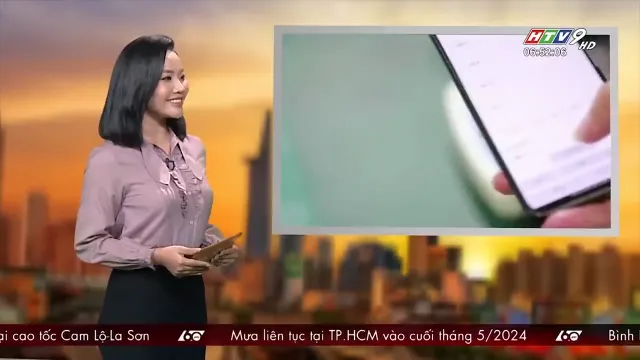 HTV9 HD
06:52:06
ại cao tốc Cam Lộ-La Sơn Mưa liên tục tại TP.HCM vào cuối tháng 5/2024 Bình